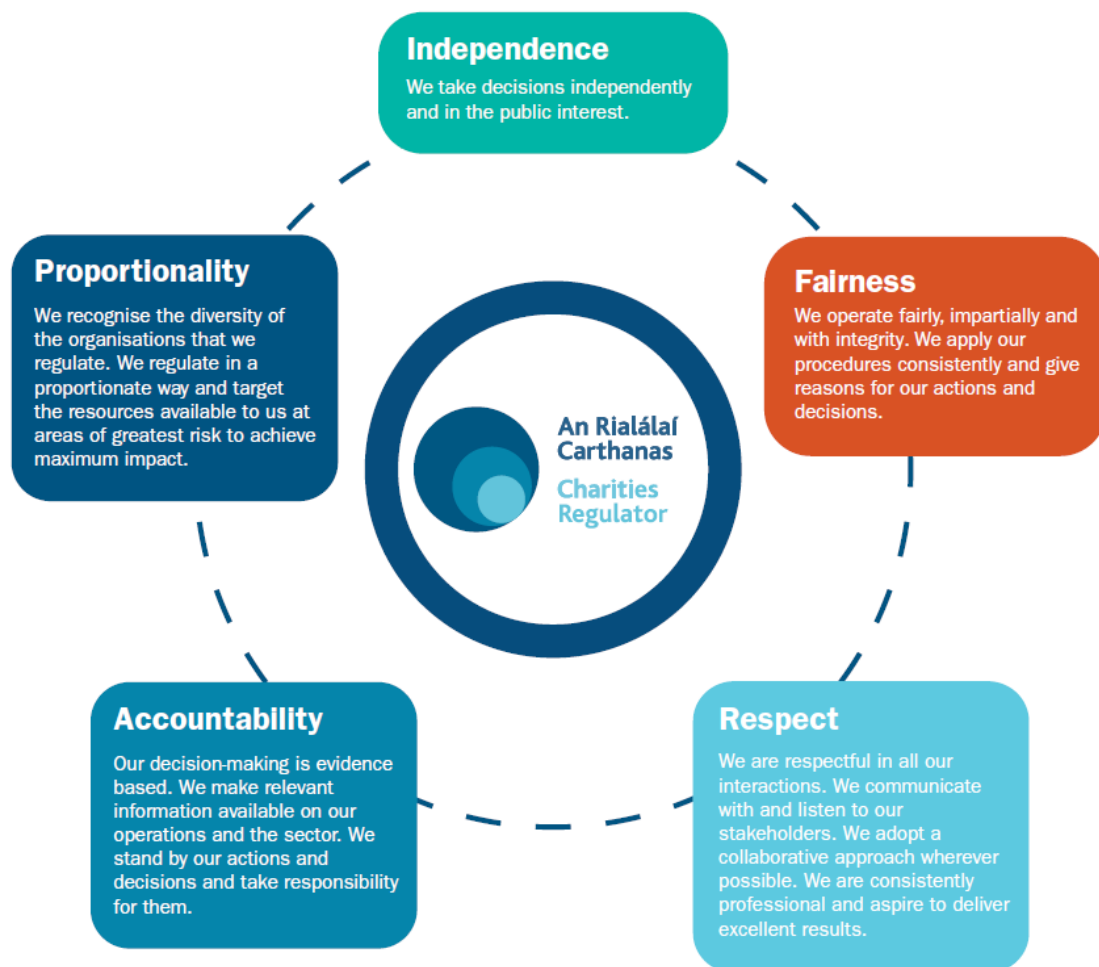 Independence
We take decisions independently
and in the public interest.
Proportionality
We recognise the diversity of
the organisations that we
regulate. We regulate in a
proportionate way and target
the resources available to us at
areas of greatest risk to achieve
maximum impact.
Fairness
We operate fairly, impartially and
with integrity. We apply our
procedures consistently and give
reasons for our actions and
decisions.
An Rialálaí
Carthanas
Charities
Regulator
Accountability
Our decision-making is evidence
based. We make relevant
information available on our
operations and the sector. We
stand by our actions and
decisions and take responsibility
for them.
Respect
We are respectful in all our
interactions. We communicate
with and listen to our
stakeholders. We adopt a
collaborative approach wherever
possible. We are consistently
professional and aspire to deliver
excellent results.